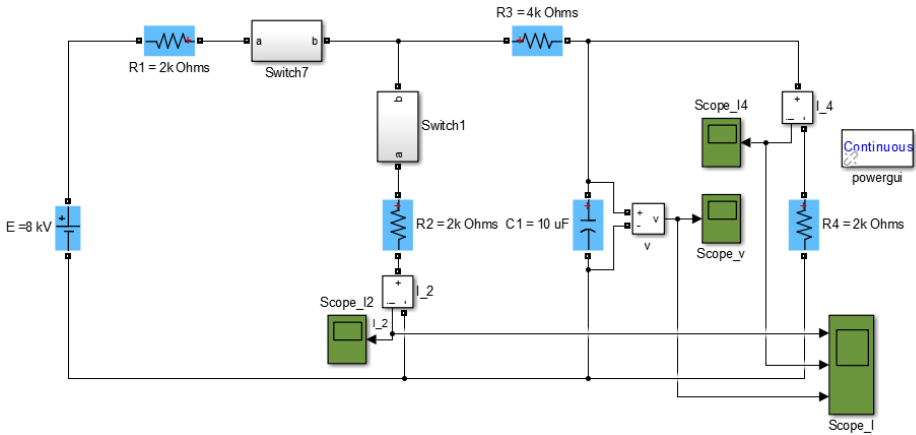 R3 = 4k Ohms
a
b
R1 = 2k Ohms
Switch7
b
a
Switch1
Scope_I4
+
i
-
I_4
Continuous
powergui
E =8 kV
+
R2 = 2k Ohms
C1 = 10 uF
+
-
v
v
Scope_v
R4 = 2k Ohms
+
i
-
I_2
Scope_I2
I_2
Scope_I